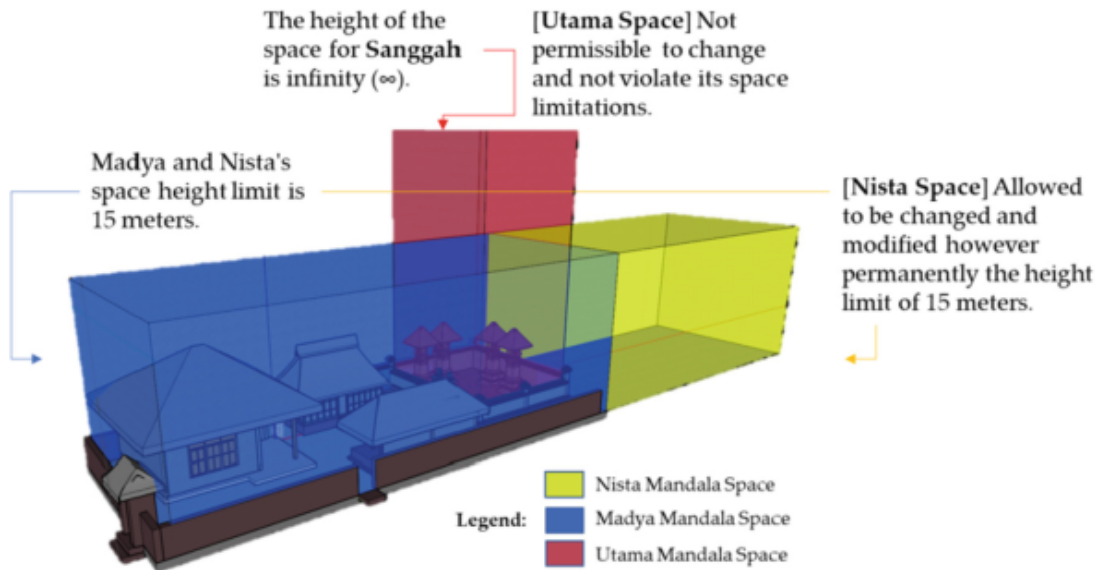 The height of the
space for Sanggah
is infinity (∞).
[Utama Space] Not
permissible to change
and not violate its space
limitations.
Madya and Nista's
space height limit is
15 meters.
[Nista Space] Allowed
to be changed and
modified however
permanently the height
limit of 15 meters.
Legend:
Nista Mandala Space
Madya Mandala Space
Utama Mandala Space